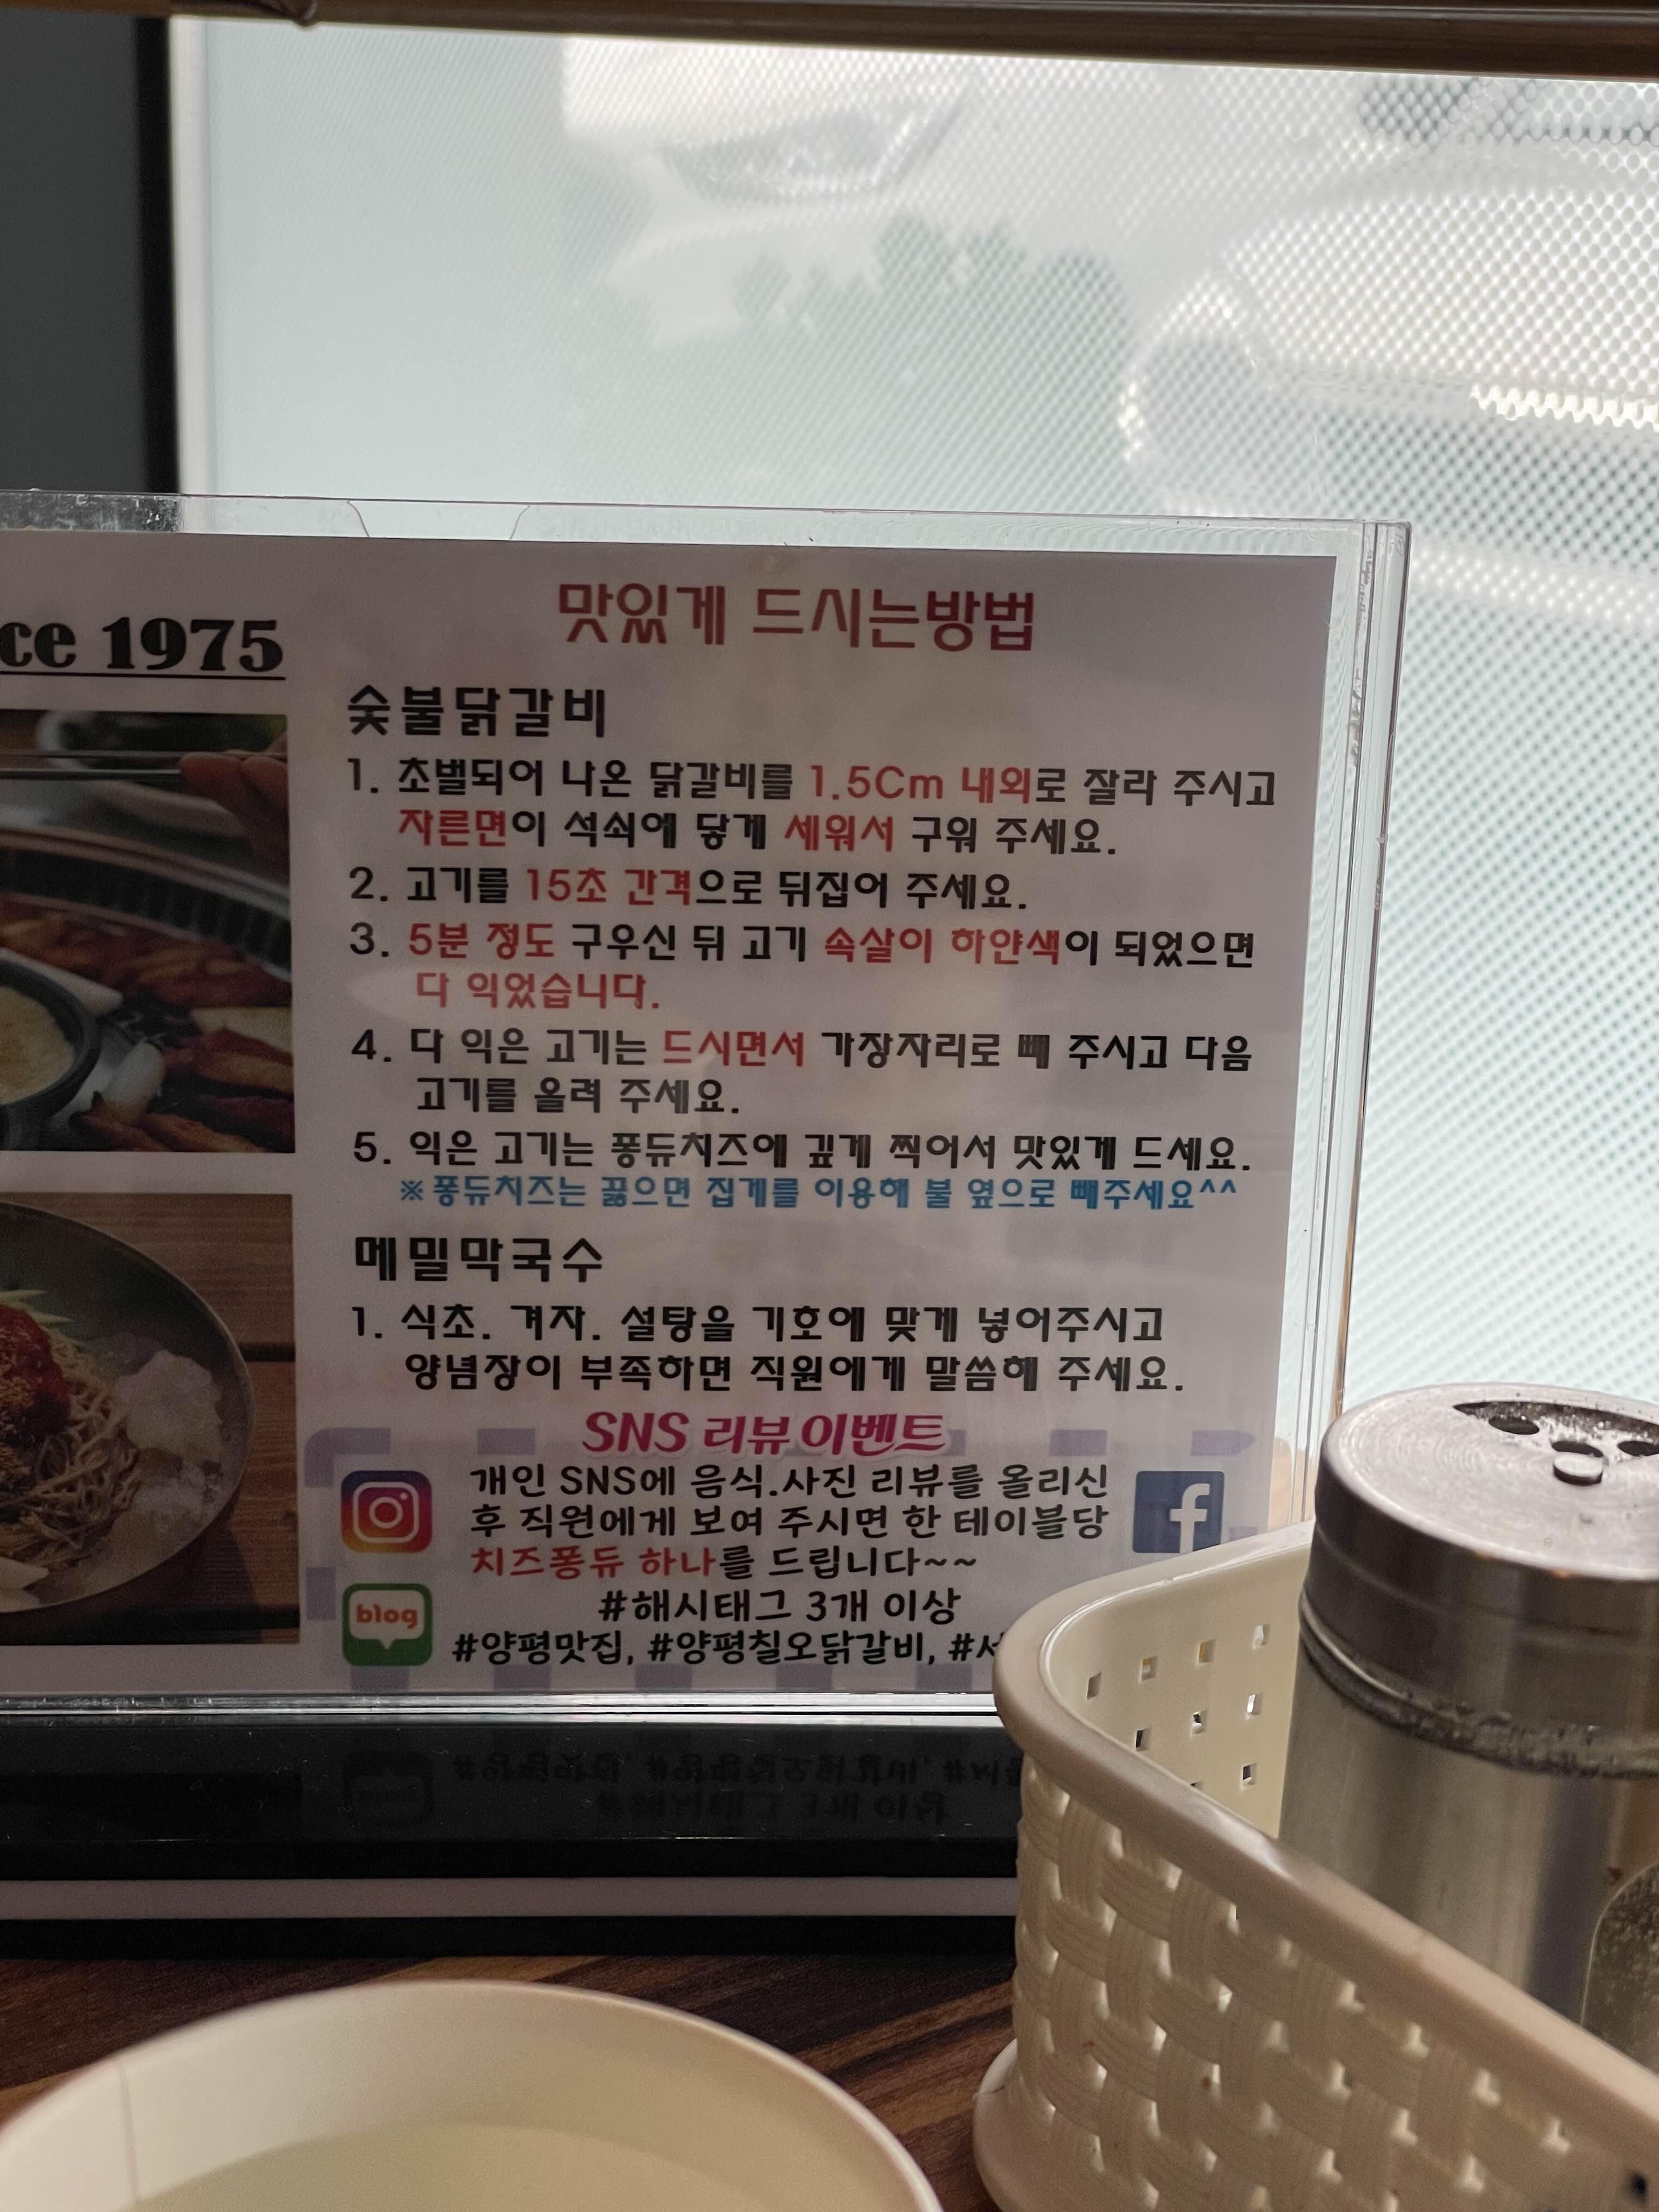 1975
맛있게 드시는방법
숯불닭갈비
1. 초벌되어 나온 닭갈비를 1.5Cm 내외로 잘라 주시고
자른면이 석쇠에 닿게 세워서 구워 주세요.
2. 고기를 15초 간격으로 뒤집어 주세요.
3. 5분 정도 구우신 뒤 고기 속살이 하얀색이 되었으면
다 익었습니다.
4. 다 익은 고기는 드시면서 가장자리로 빼 주시고 다음
고기를 올려 주세요.
5. 익은 고기는 퐁듀치즈에 깊게 찍어서 맛있게 드세요.
※퐁듀치즈는 끓으면 집게를 이용해 불 옆으로 빼주세요^^
메밀막국수
1. 식초. 겨자. 설탕을 기호에 맞게 넣어주시고
양념장이 부족하면 직원에게 말씀해 주세요.
SNS 리뷰 이벤트
개인 SNS에 음식.사진 리뷰를 올리신
후 직원에게 보여 주시면 한 테이블당
치즈퐁듀 하나를 드립니다~~
#해시태그 3개 이상
blog
#양평맛집, #양평칠오닭갈비,